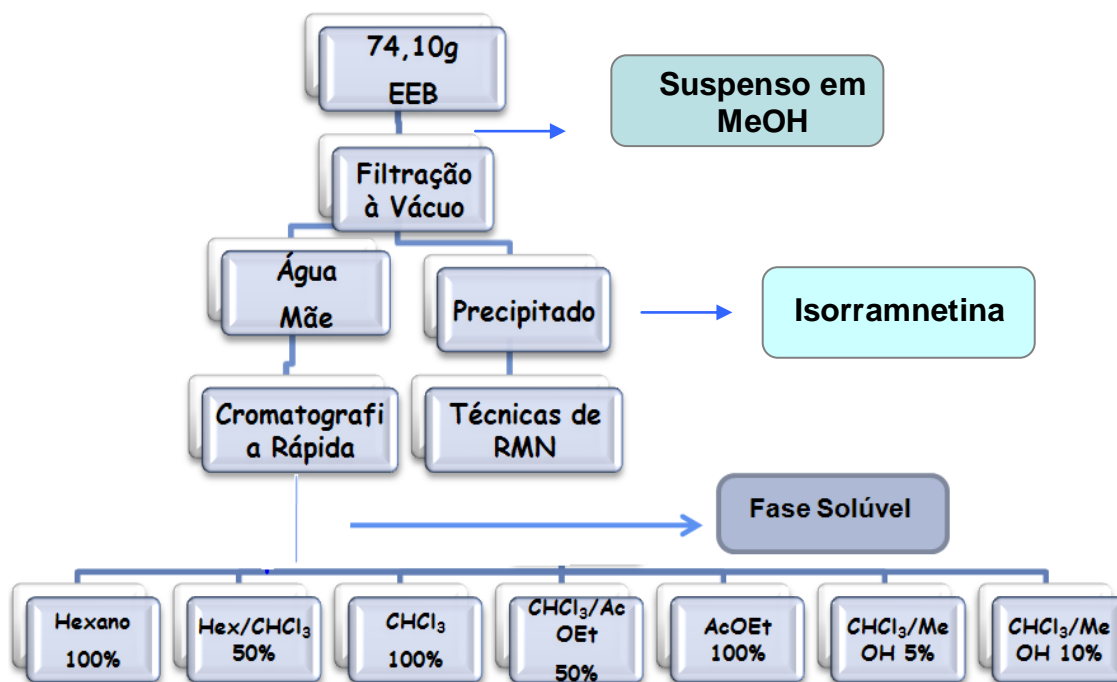 74,10g
EEB
Suspenso em
MeOH
Filtração
à Vácuo
Água
Mãe
Precipitado
Isorramnetina
Cromatografi
a Rápida
Técnicas de
RMN
Fase Solúvel
Hexano
100%
Hex/CHCl₃
50%
CHCl₃
100%
CHCl₃/Ac
OEt
50%
AcOEt
100%
CHCl₃/Me
OH 5%
CHCl₃/Me
OH 10%